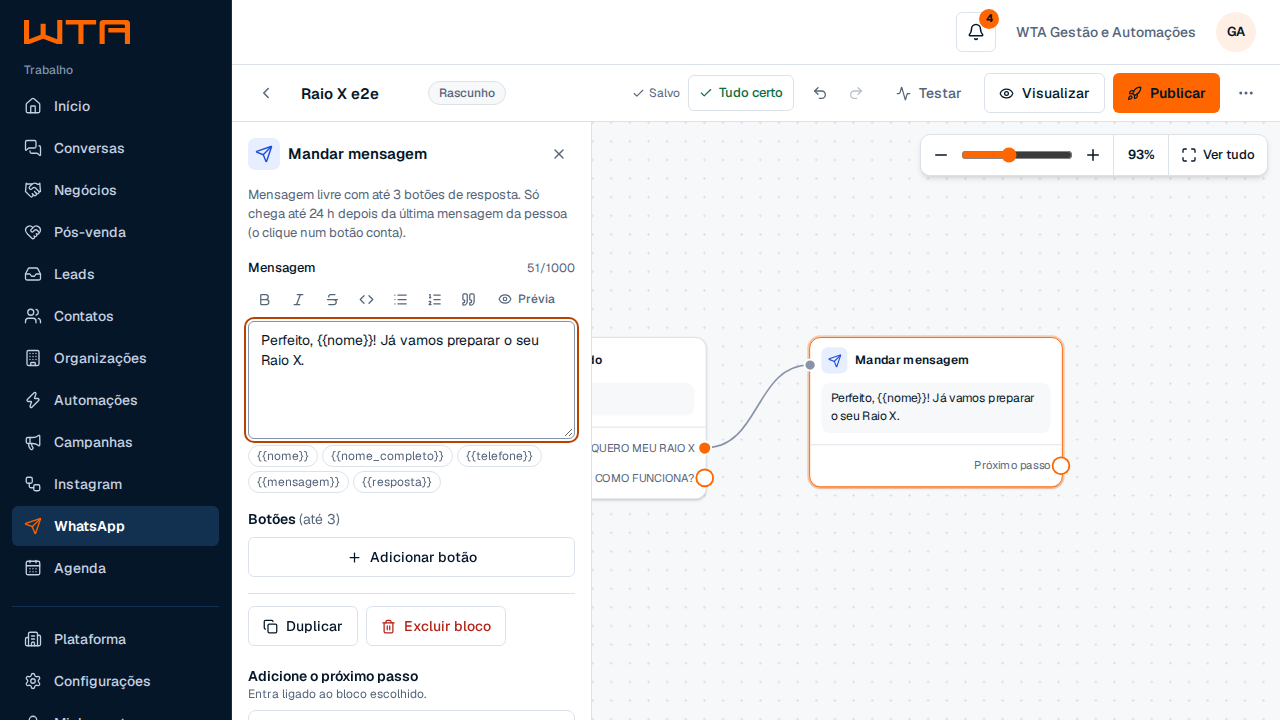 WTA
Trabalho
Início
Conversas
Negócios
Pós-venda
Leads
Contatos
Organizações
Automações
Campanhas
Instagram
WhatsApp
Agenda
Plataforma
Configurações
4
WTA Gestão e Automações
GA
Raio X e2e
Rascunho
Salvo
Tudo certo
Testar
Visualizar
Publicar
Mandar mensagem
Mensagem livre com até 3 botões de resposta. Só
chega até 24 h depois da última mensagem da pessoa
(o clique num botão conta).
Mensagem
51/1000
Prévia
Perfeito, {{nome}}! Já vamos preparar o seu
Raio X.
{{nome}}
{{nome_completo}}
{{telefone}}
{{mensagem}}
{{resposta}}
Botões (até 3)
Adicionar botão
Duplicar
Excluir bloco
Adicione o próximo passo
Entra ligado ao bloco escolhido.
93%
Ver tudo
do
QUERO MEU RAIO X
COMO FUNCIONA?
Mandar mensagem
Perfeito, {{nome}}! Já vamos preparar
o seu Raio X.
Próximo passo